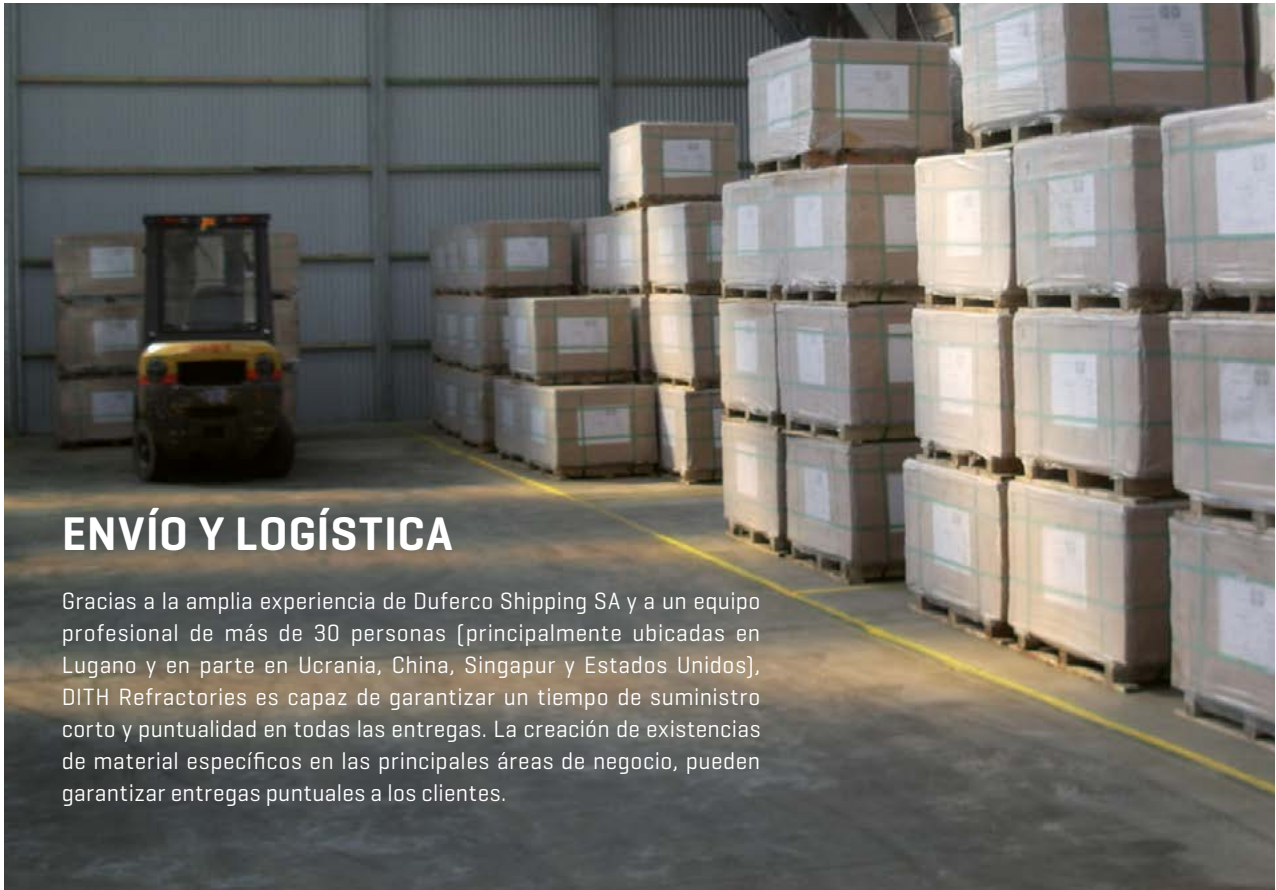 ENVÍO Y LOGÍSTICA
Gracias a la amplia experiencia de Duferco Shipping SA y a un equipo
profesional de más de 30 personas (principalmente ubicadas en
Lugano y en parte en Ucrania, China, Singapur y Estados Unidos),
DITH Refractories es capaz de garantizar un tiempo de suministro
corto y puntualidad en todas las entregas. La creación de existencias
de material específicos en las principales áreas de negocio, pueden
garantizar entregas puntuales a los clientes.